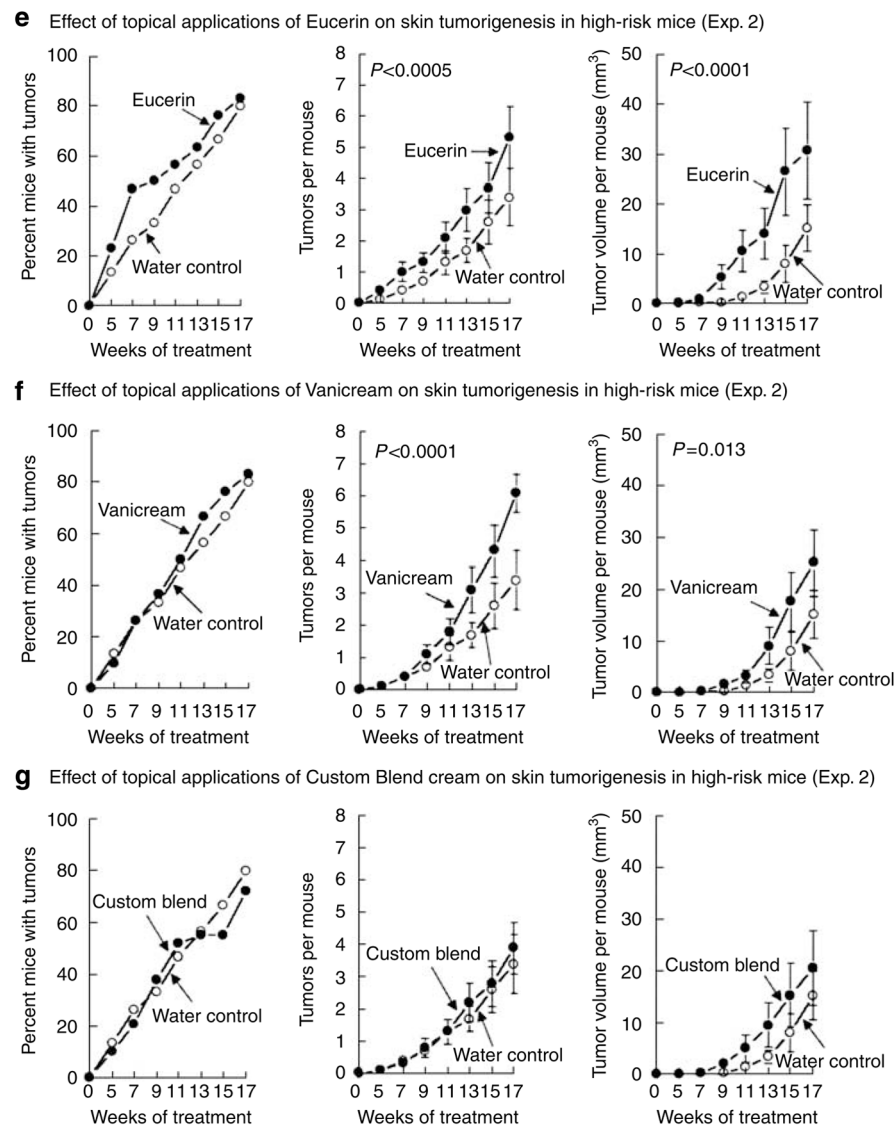 e Effect of topical applications of Eucerin on skin tumorigenesis in high-risk mice (Exp. 2)
Percent mice with tumors
100
80
60
40
20
0
Eucerin
Water control
0 5 7 9 11 13 15 17
Weeks of treatment
Tumors per mouse
8
7
6
5
4
3
2
1
0
P<0.0005
Eucerin
Water control
0 5 7 9 11 13 15 17
Weeks of treatment
Tumor volume per mouse (mm3)
50
40
30
20
10
0
P<0.0001
Eucerin
Water control
0 5 7 9 11 13 15 17
Weeks of treatment
f Effect of topical applications of Vanicream on skin tumorigenesis in high-risk mice (Exp. 2)
Percent mice with tumors
100
80
60
40
20
0
Vanicream
Water control
0 5 7 9 11 13 15 17
Weeks of treatment
Tumors per mouse
8
7
6
5
4
3
2
1
0
P<0.0001
Vanicream
Water control
0 5 7 9 11 13 15 17
Weeks of treatment
Tumor volume per mouse (mm3)
50
40
30
20
10
0
P=0.013
Vanicream
Water control
0 5 7 9 11 13 15 17
Weeks of treatment
g Effect of topical applications of Custom Blend cream on skin tumorigenesis in high-risk mice (Exp. 2)
Percent mice with tumors
100
80
60
40
20
0
Custom blend
Water control
0 5 7 9 11 13 15 17
Weeks of treatment
Tumors per mouse
8
7
6
5
4
3
2
1
0
Custom blend
Water control
0 5 7 9 11 13 15 17
Weeks of treatment
Tumor volume per mouse (mm3)
50
40
30
20
10
0
Custom blend
Water control
0 5 7 9 11 13 15 17
Weeks of treatment